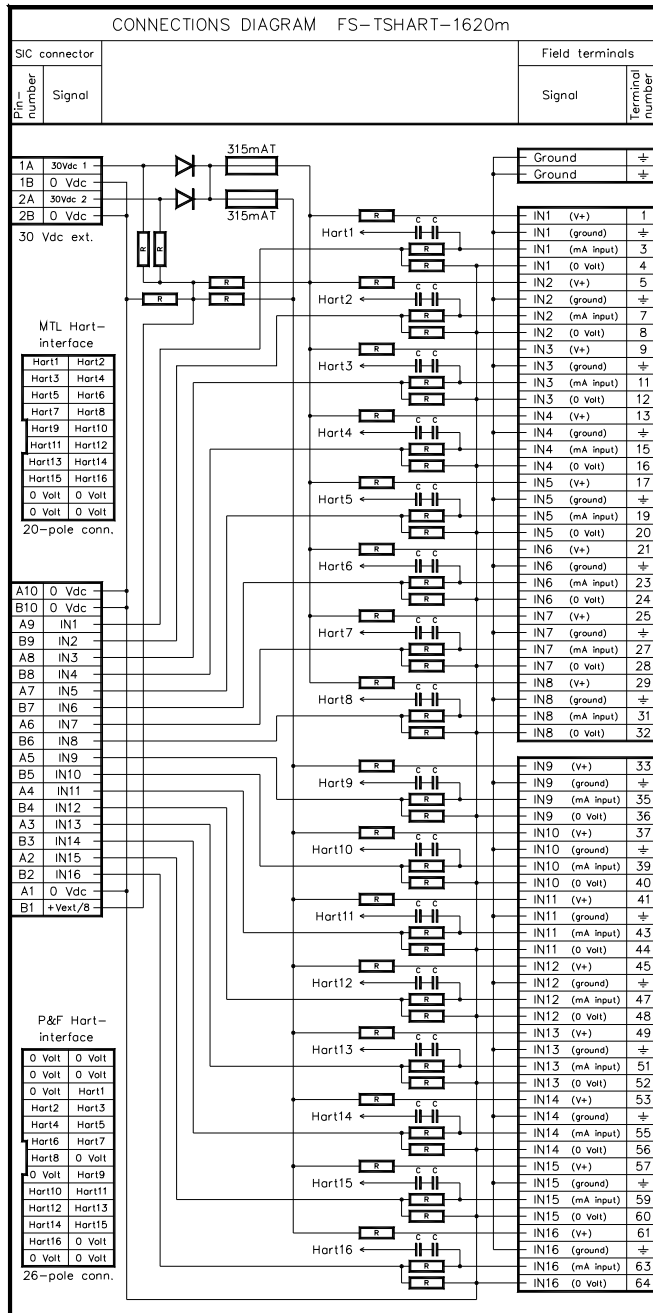 CONNECTIONS DIAGRAM FS-TSHART-1620m
SIC connector
Field terminals
Pin-number
Signal
Signal
Terminal number
1A 30Vdc 1
1B 0 Vdc
2A 30Vdc 2
2B 0 Vdc
30 Vdc ext.
315mAT
315mAT
R
R
R
R
R
Ground
Ground
MTL Hart-
interface
Hart1 Hart2
Hart3 Hart4
Hart5 Hart6
Hart7 Hart8
Hart9 Hart10
Hart11 Hart12
Hart13 Hart14
Hart15 Hart16
0 Volt 0 Volt
0 Volt 0 Volt
20-pole conn.
A10 0 Vdc
B10 0 Vdc
A9 IN1
B9 IN2
A8 IN3
B8 IN4
A7 IN5
B7 IN6
A6 IN7
B6 IN8
A5 IN9
B5 IN10
A4 IN11
B4 IN12
A3 IN13
B3 IN14
A2 IN15
B2 IN16
A1 0 Vdc
B1 +Vext/8
P&F Hart-
interface
0 Volt 0 Volt
0 Volt 0 Volt
0 Volt Hart1
Hart2 Hart3
Hart4 Hart5
Hart6 Hart7
Hart8 0 Volt
0 Volt Hart9
Hart10 Hart11
Hart12 Hart13
Hart14 Hart15
Hart16 0 Volt
0 Volt 0 Volt
26-pole conn.
R IN1 (V+) 1
Hart1 C C IN1 (ground)
R IN1 (mA input) 3
R IN1 (0 Volt) 4
R IN2 (V+) 5
Hart2 C C IN2 (ground)
R IN2 (mA input) 7
R IN2 (0 Volt) 8
R IN3 (V+) 9
Hart3 C C IN3 (ground)
R IN3 (mA input) 11
R IN3 (0 Volt) 12
R IN4 (V+) 13
Hart4 C C IN4 (ground)
R IN4 (mA input) 15
R IN4 (0 Volt) 16
R IN5 (V+) 17
Hart5 C C IN5 (ground)
R IN5 (mA input) 19
R IN5 (0 Volt) 20
R IN6 (V+) 21
Hart6 C C IN6 (ground)
R IN6 (mA input) 23
R IN6 (0 Volt) 24
R IN7 (V+) 25
Hart7 C C IN7 (ground)
R IN7 (mA input) 27
R IN7 (0 Volt) 28
R IN8 (V+) 29
Hart8 C C IN8 (ground)
R IN8 (mA input) 31
R IN8 (0 Volt) 32
R IN9 (V+) 33
Hart9 C C IN9 (ground)
R IN9 (mA input) 35
R IN9 (0 Volt) 36
R IN10 (V+) 37
Hart10 C C IN10 (ground)
R IN10 (mA input) 39
R IN10 (0 Volt) 40
R IN11 (V+) 41
Hart11 C C IN11 (ground)
R IN11 (mA input) 43
R IN11 (0 Volt) 44
R IN12 (V+) 45
Hart12 C C IN12 (ground)
R IN12 (mA input) 47
R IN12 (0 Volt) 48
R IN13 (V+) 49
Hart13 C C IN13 (ground)
R IN13 (mA input) 51
R IN13 (0 Volt) 52
R IN14 (V+) 53
Hart14 C C IN14 (ground)
R IN14 (mA input) 55
R IN14 (0 Volt) 56
R IN15 (V+) 57
Hart15 C C IN15 (ground)
R IN15 (mA input) 59
R IN15 (0 Volt) 60
R IN16 (V+) 61
Hart16 C C IN16 (ground)
R IN16 (mA input) 63
R IN16 (0 Volt) 64